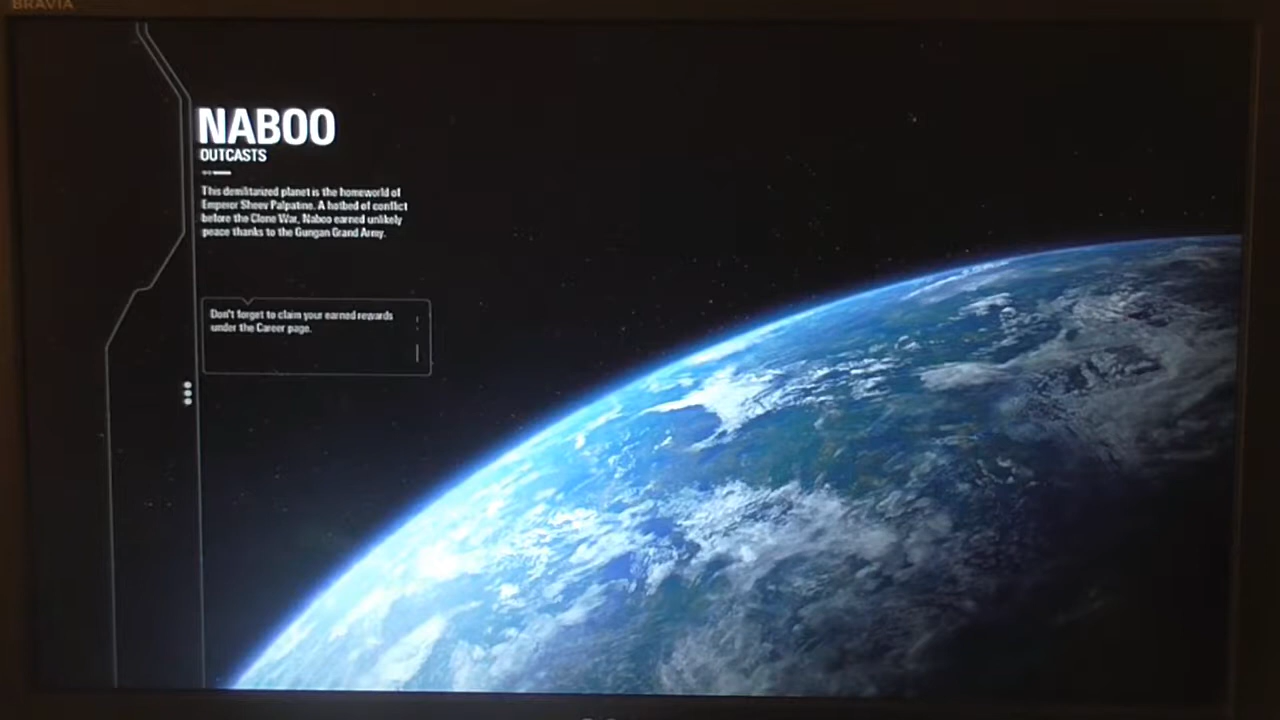 BRAVIA
NABOO
OUTCASTS
This demilitarized planet is the homeworld of
Emperor Sheev Palpatine. A hotbed of conflict
before the Clone War, Naboo earned unlikely
peace thanks to the Gungan Grand Army.
Don't forget to claim your earned rewards
under the Career page.